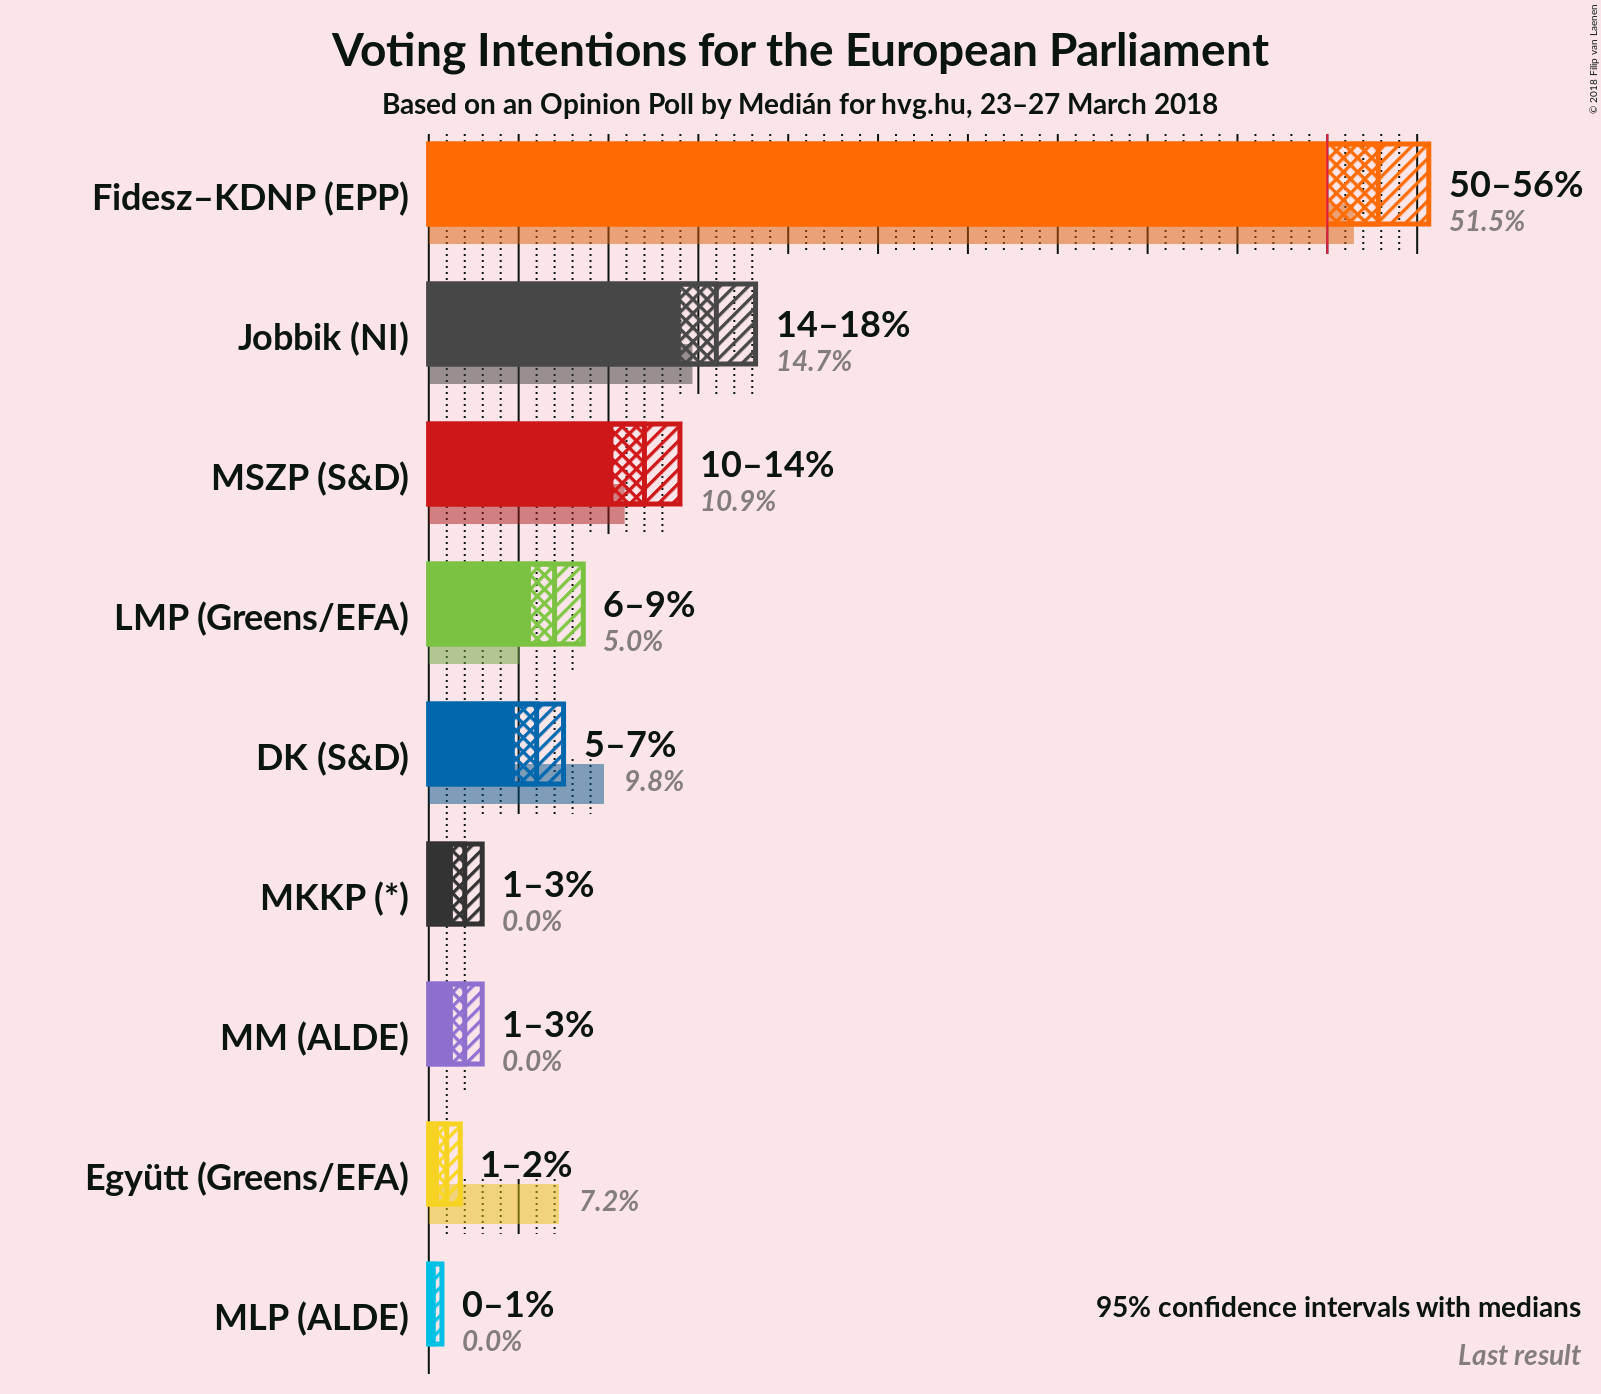 Voting Intentions for the European Parliament
Based on an Opinion Poll by Medián for hvg.hu, 23–27 March 2018
© 2018 Filip van Laenen
Fidesz–KDNP (EPP)
50–56%
51.5%
Jobbik (NI)
14–18%
14.7%
MSZP (S&D)
10–14%
10.9%
LMP (Greens/EFA)
6–9%
5.0%
DK (S&D)
5–7%
9.8%
MKKP (*)
1–3%
0.0%
MM (ALDE)
1–3%
0.0%
Együtt (Greens/EFA)
1–2%
7.2%
MLP (ALDE)
0–1%
0.0%
95% confidence intervals with medians
Last result